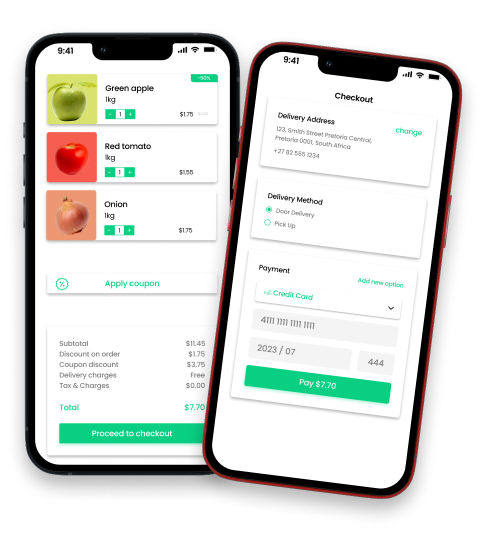 9:41
-50%
Green apple
1kg
- 1 +
$1.75
Red tomato
1kg
- 1 +
$1.55
Onion
1kg
- 1 +
$1.75
Apply coupon
Subtotal $11.45
Discount on order $1.75
Coupon discount $3.75
Delivery charges Free
Tax & Charges $0.00
Total $7.70
Proceed to checkout
9:41
Checkout
Delivery Address
change
123, Smith Street Pretoria Central,
Pretoria 0001, South Africa
+27 82 555 1234
Delivery Method
Door Delivery
Pick Up
Payment
Add new option
Credit Card
4111 1111 1111 1111
2023 / 07
444
Pay $7.70